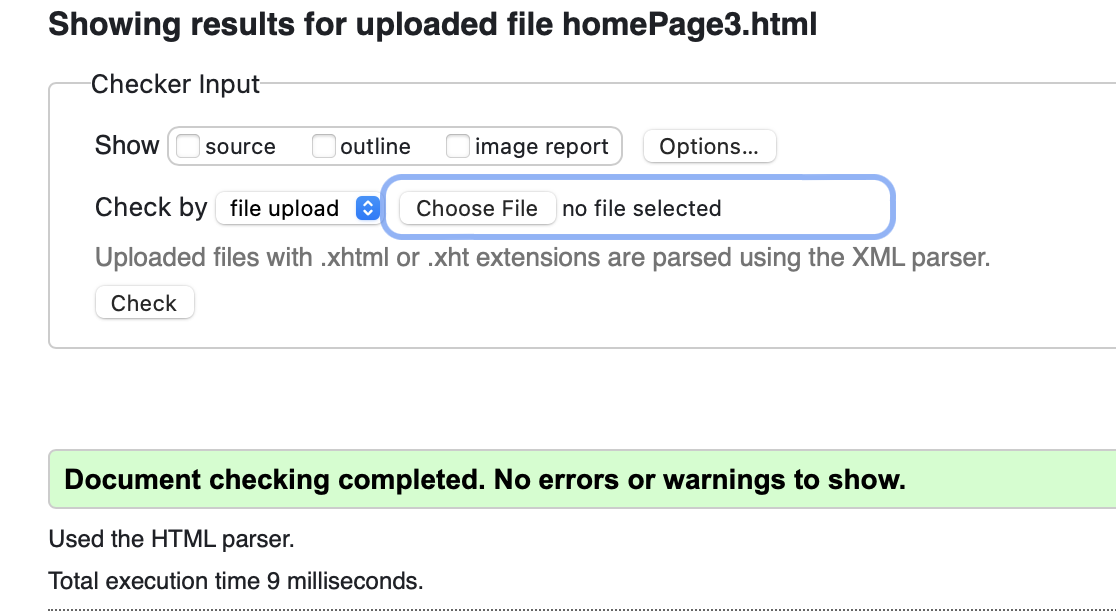 Showing results for uploaded file homePage3.html
Checker Input
Show source outline image report Options...
Check by file upload Choose File no file selected
Uploaded files with .xhtml or .xht extensions are parsed using the XML parser.
Check
Document checking completed. No errors or warnings to show.
Used the HTML parser.
Total execution time 9 milliseconds.